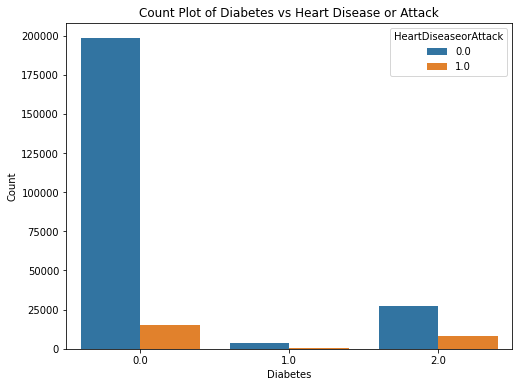 Count Plot of Diabetes vs Heart Disease or Attack
HeartDiseaseorAttack
0.0
1.0
200000
175000
150000
125000
100000
75000
50000
25000
0
Count
0.0 1.0 2.0
Diabetes